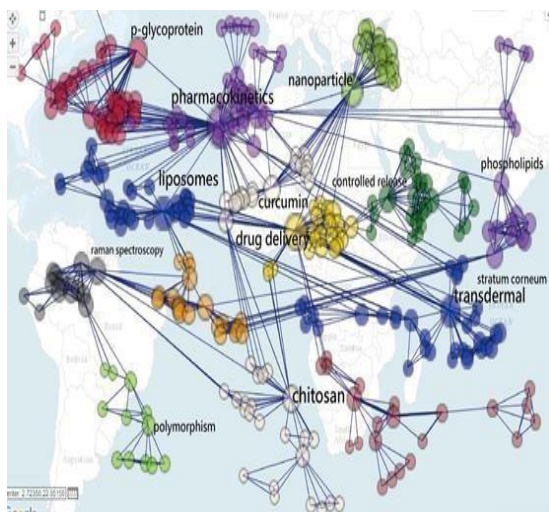 p-glycoprotein
nanoparticle
pharmacokinetics
phospholipids
liposomes
controlled release
curcumin
drug delivery
raman spectroscopy
stratum corneum
transdermal
chitosan
polymorphism